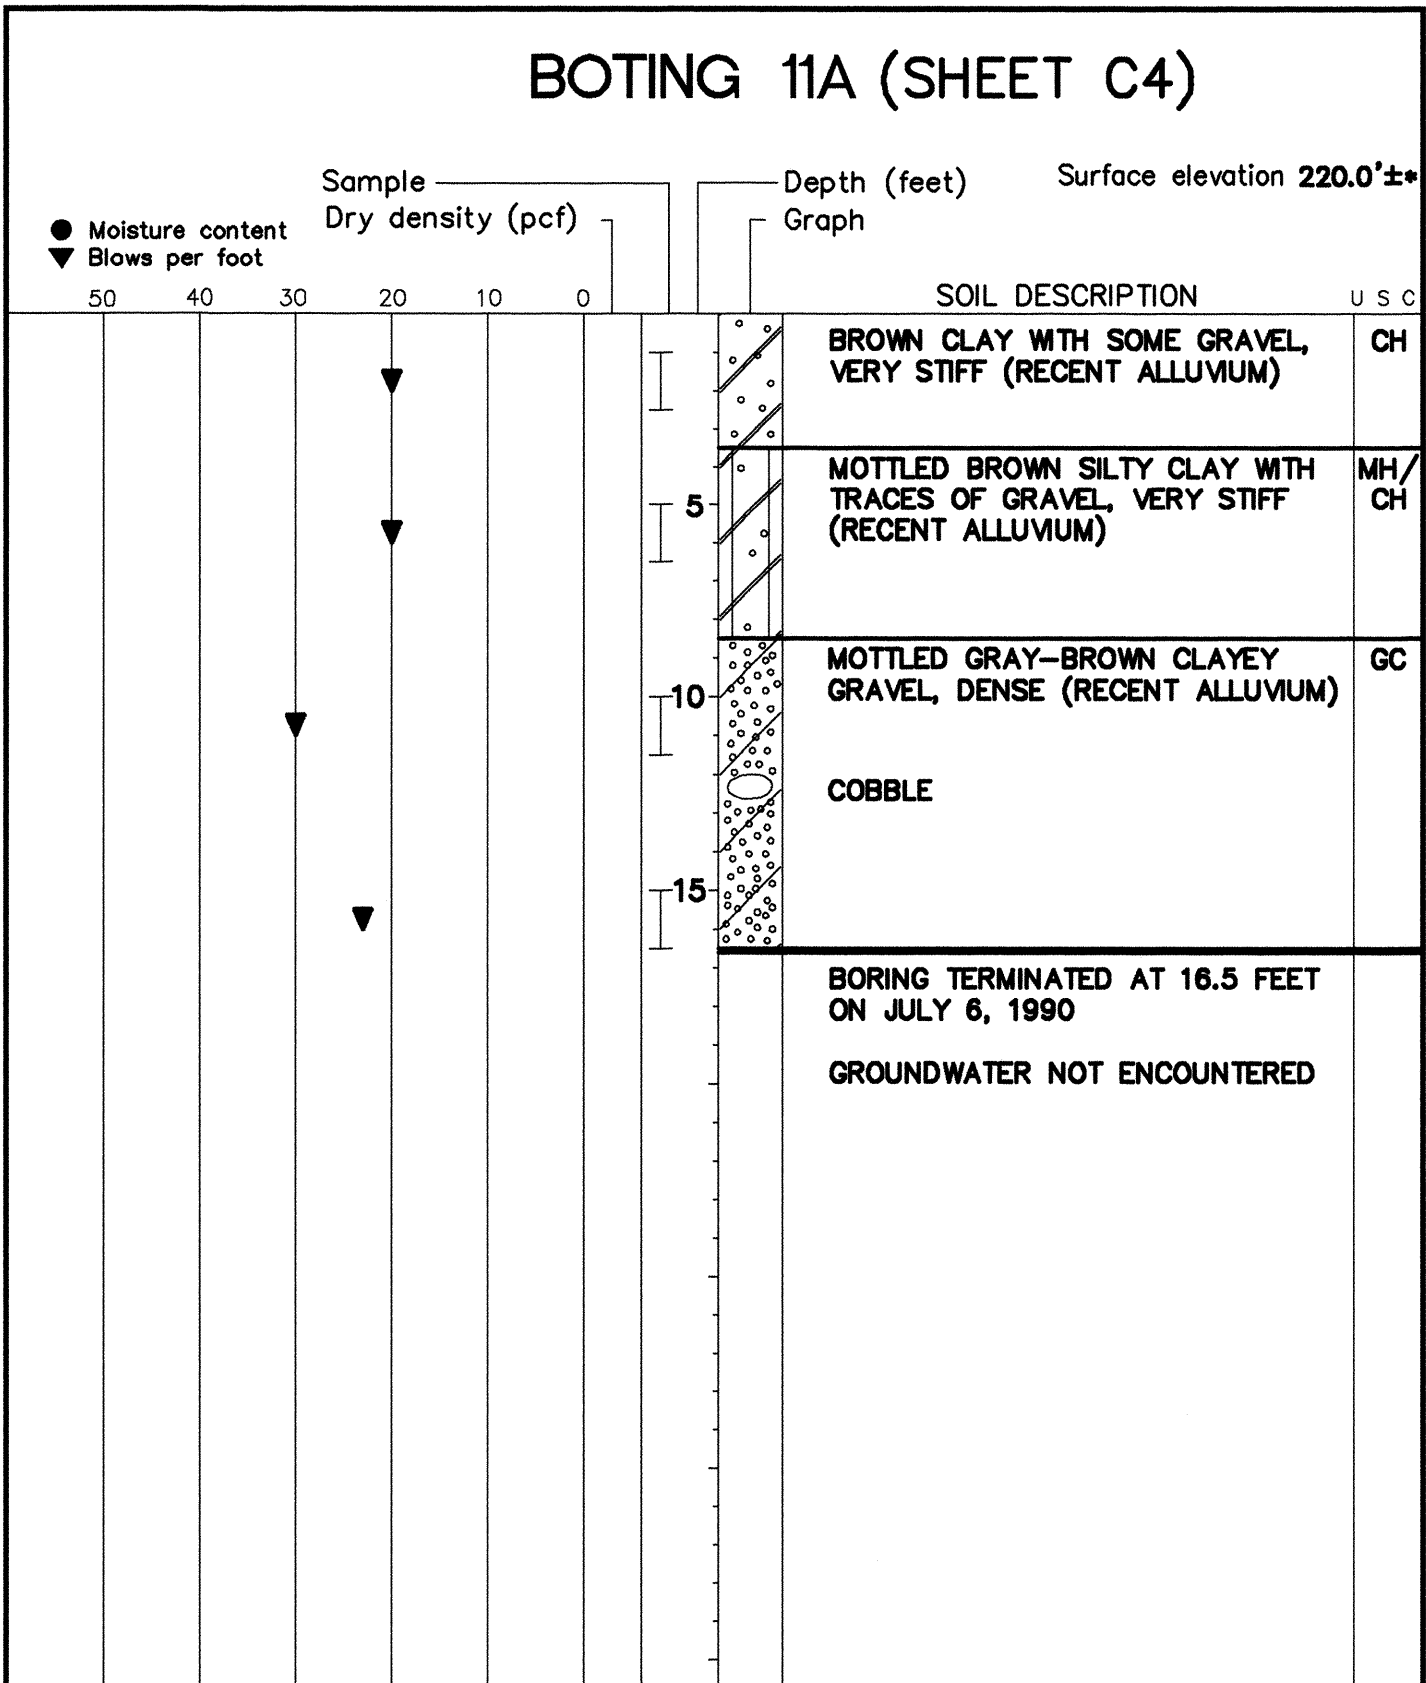 BOTING 11A (SHEET C4)
Sample
Depth (feet)
Surface elevation 220.0'±*
Dry density (pcf)
Graph
● Moisture content
▼ Blows per foot
50 40 30 20 10 0
SOIL DESCRIPTION
U S C
BROWN CLAY WITH SOME GRAVEL,
VERY STIFF (RECENT ALLUVIUM)
CH
MOTTLED BROWN SILTY CLAY WITH
TRACES OF GRAVEL, VERY STIFF
(RECENT ALLUVIUM)
MH/
CH
5
MOTTLED GRAY-BROWN CLAYEY
GRAVEL, DENSE (RECENT ALLUVIUM)
GC
10
COBBLE
15
BORING TERMINATED AT 16.5 FEET
ON JULY 6, 1990
GROUNDWATER NOT ENCOUNTERED